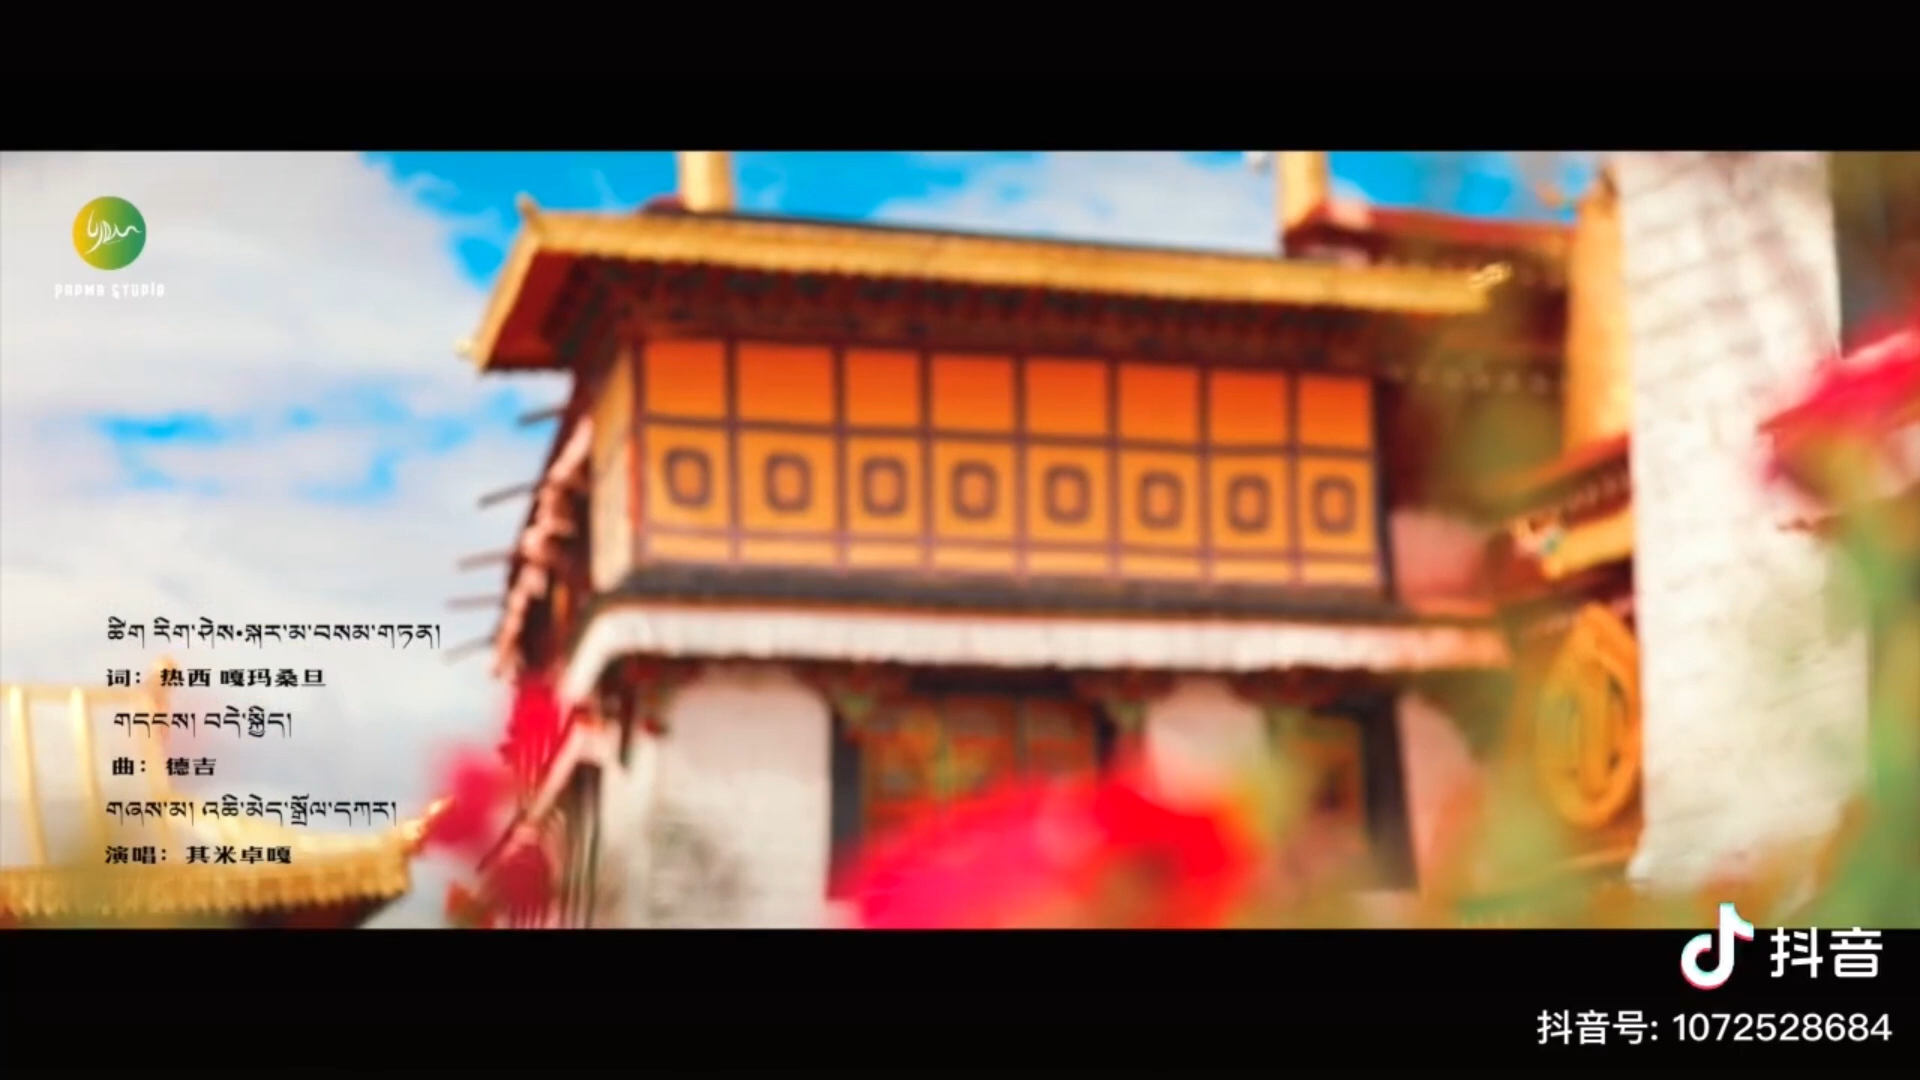 PADMA STUDIO
ཚིག རིག་ཤེས་སྐར་མ་བསམ་གཏན།
词：热西 嘎玛桑旦
གདངས། བདེ་སྐྱིད།
曲：德吉
གཞས་མ། འཆི་མེད་སྒྲོལ་དཀར།
演唱：其米卓嘎
抖音
抖音号: 1072528684